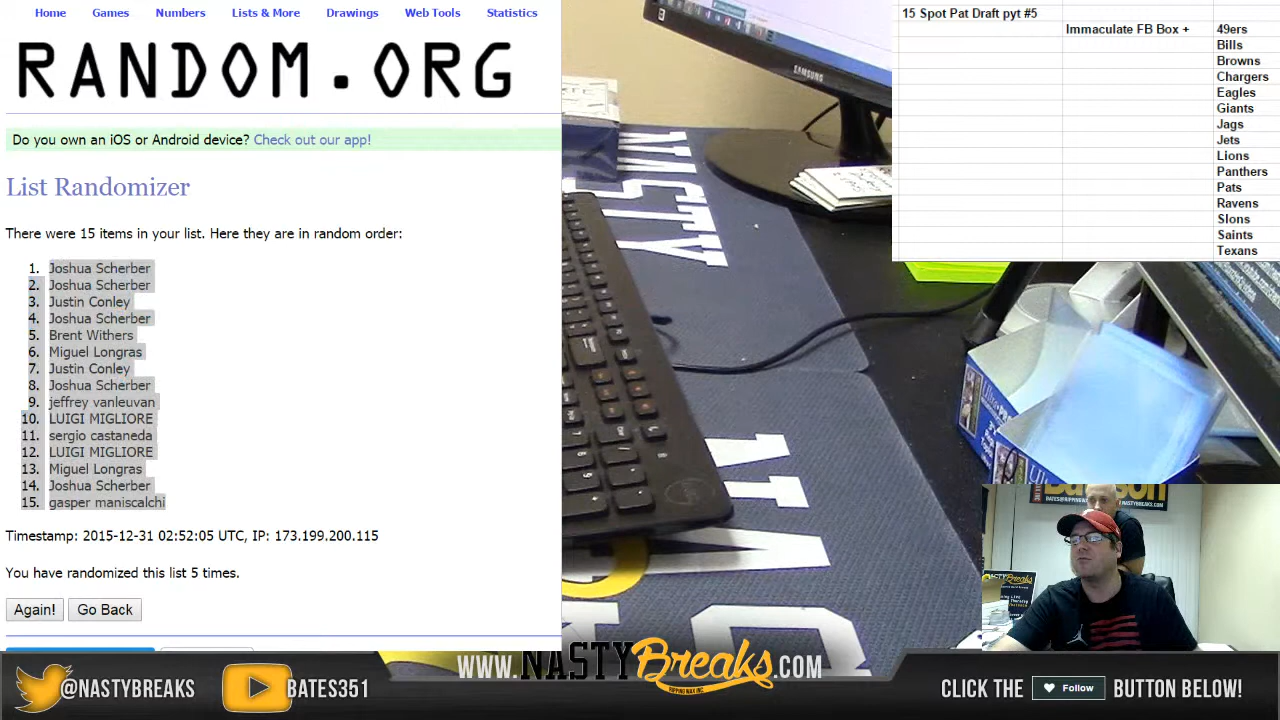 Home Games Numbers Lists & More Drawings Web Tools Statistics
RANDOM.ORG
Do you own an iOS or Android device? Check out our app!
List Randomizer
There were 15 items in your list. Here they are in random order:
1. Joshua Scherber
2. Joshua Scherber
3. Justin Conley
4. Joshua Scherber
5. Brent Withers
6. Miguel Longras
7. Justin Conley
8. Joshua Scherber
9. jeffrey vanleuvan
10. LUIGI MIGLIORE
11. sergio castaneda
12. LUIGI MIGLIORE
13. Miguel Longras
14. Joshua Scherber
15. gasper maniscalchi
Timestamp: 2015-12-31 02:52:05 UTC, IP: 173.199.200.115
You have randomized this list 5 times.
Again! Go Back
SAMSUNG
NASTY
15 Spot Pat Draft pyt #5
Immaculate FB Box + 49ers
Bills
Browns
Chargers
Eagles
Giants
Jags
Jets
Lions
Panthers
Pats
Ravens
SIons
Saints
Texans
NASTYBreaks
@NASTYBREAKS
BATES351
WWW.NASTYBreaks.COM
RIPPING WAX INC.
CLICK THE Follow BUTTON BELOW!